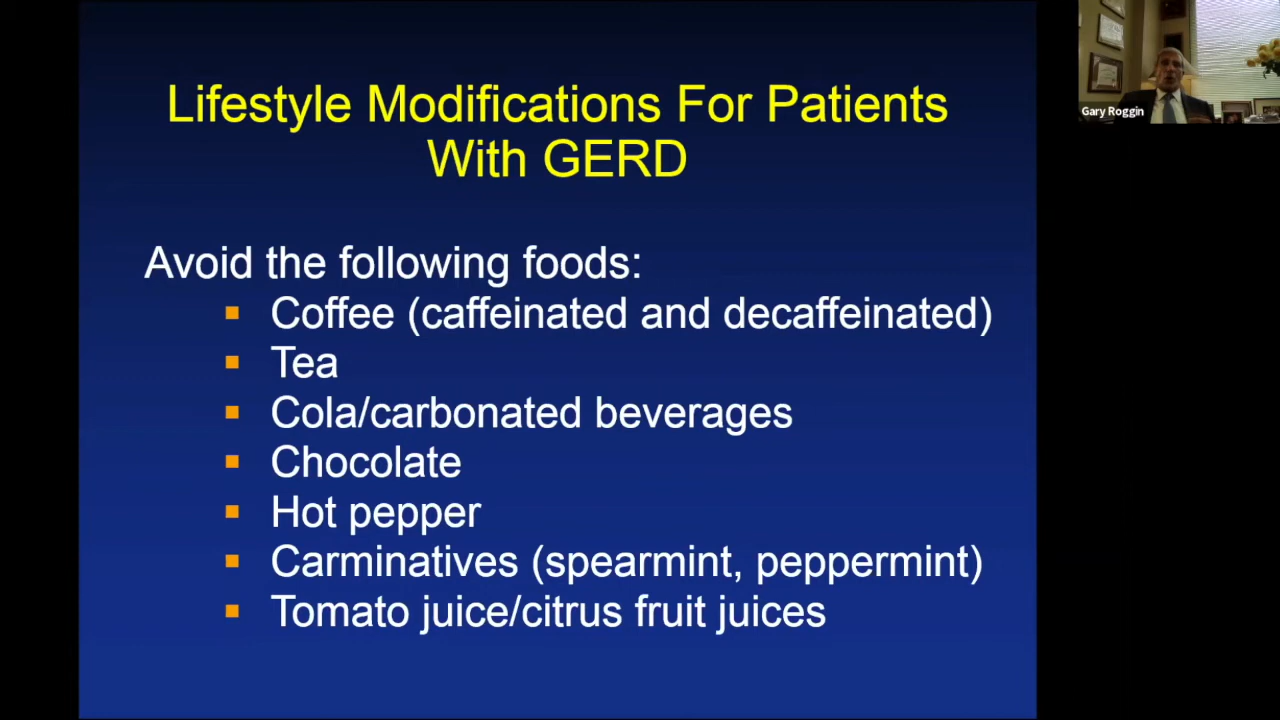 Lifestyle Modifications For Patients
With GERD
Avoid the following foods:
▪ Coffee (caffeinated and decaffeinated)
▪ Tea
▪ Cola/carbonated beverages
▪ Chocolate
▪ Hot pepper
▪ Carminatives (spearmint, peppermint)
▪ Tomato juice/citrus fruit juices
Gary Roggin